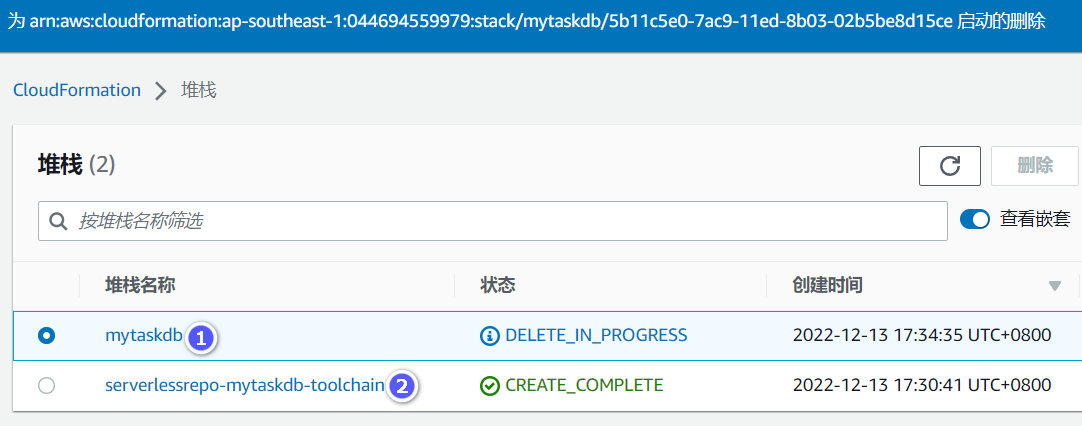 为 arn:aws:cloudformation:ap-southeast-1:044694559979:stack/mytaskdb/5b11c5e0-7ac9-11ed-8b03-02b5be8d15ce 启动的删除
CloudFormation > 堆栈
堆栈 (2)
删除
按堆栈名称筛选
查看嵌套
堆栈名称 状态 创建时间
mytaskdb 1 DELETE_IN_PROGRESS 2022-12-13 17:34:35 UTC+0800
serverlessrepo-mytaskdb-toolchain 2 CREATE_COMPLETE 2022-12-13 17:30:41 UTC+0800